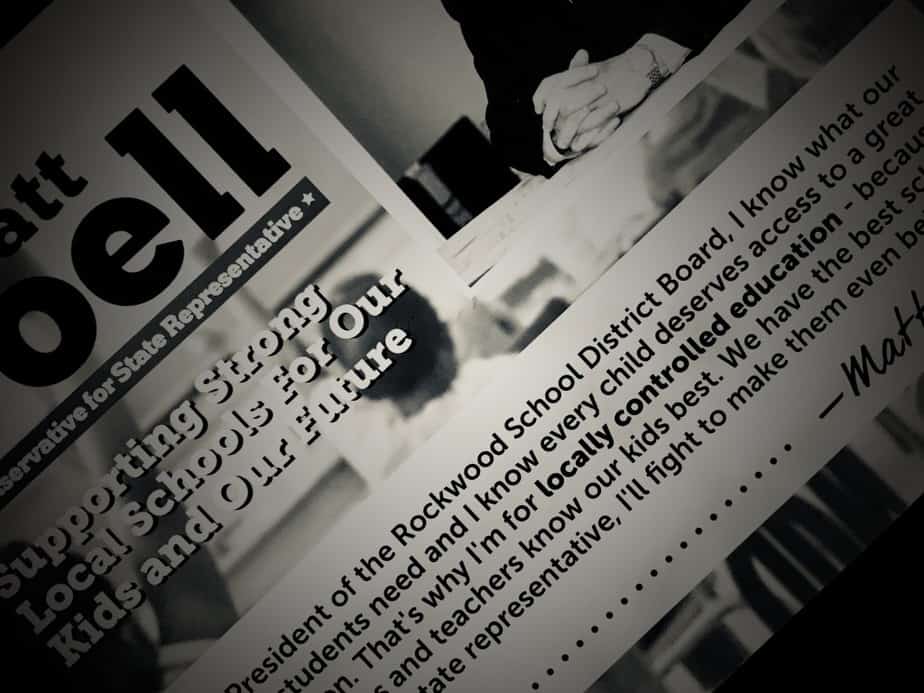 att
oell
servative for State Representative ★
Supporting Strong
Local Schools For Our
Kids and Our Future
President of the Rockwood School District Board, I know what our
students need and I know every child deserves access to a great
on. That's why I'm for locally controlled education - becau
s and teachers know our kids best. We have the best sc
tate representative, I'll fight to make them even be
—Matt